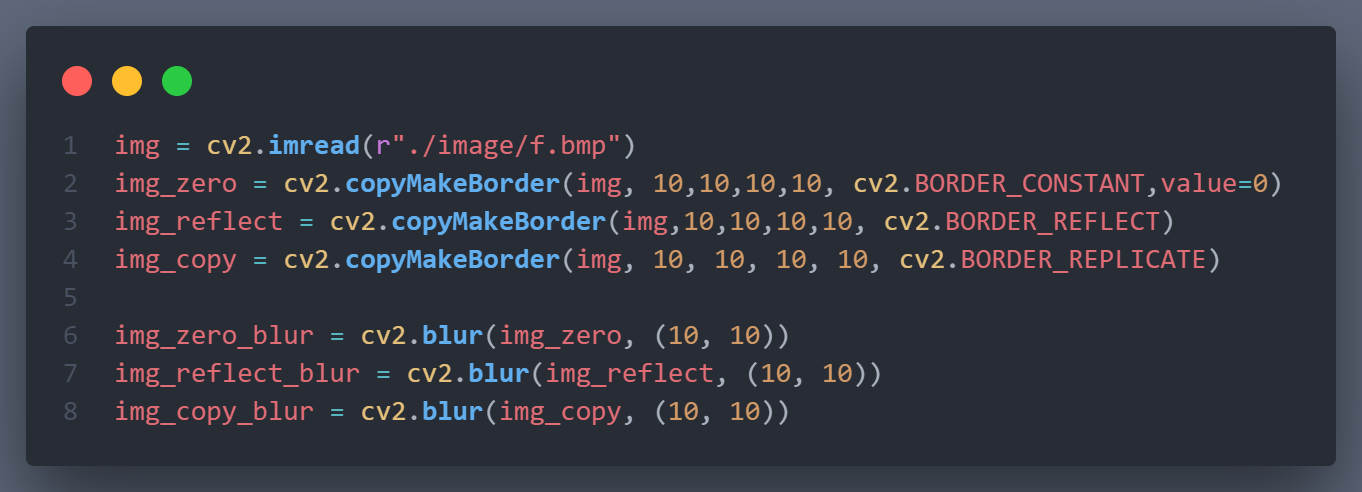 1 img = cv2.imread(r"./image/f.bmp")
2 img_zero = cv2.copyMakeBorder(img, 10,10,10,10, cv2.BORDER_CONSTANT,value=0)
3 img_reflect = cv2.copyMakeBorder(img,10,10,10,10, cv2.BORDER_REFLECT)
4 img_copy = cv2.copyMakeBorder(img, 10, 10, 10, 10, cv2.BORDER_REPLICATE)
5
6 img_zero_blur = cv2.blur(img_zero, (10, 10))
7 img_reflect_blur = cv2.blur(img_reflect, (10, 10))
8 img_copy_blur = cv2.blur(img_copy, (10, 10))